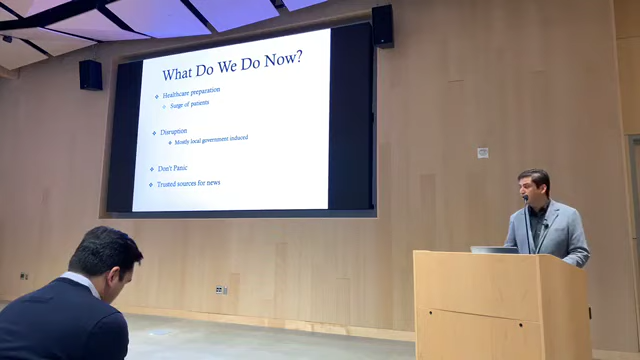 What Do We Do Now?
Healthcare preparation
Surge of patients
Disruption
Mostly local government induced
Don't Panic
Trusted sources for news